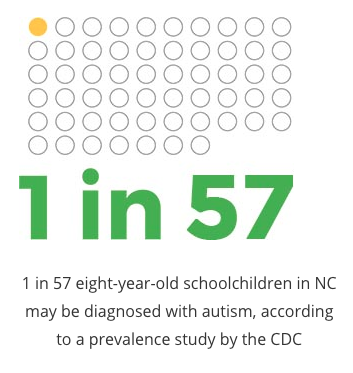 1 in 57
1 in 57 eight-year-old schoolchildren in NC
may be diagnosed with autism, according
to a prevalence study by the CDC